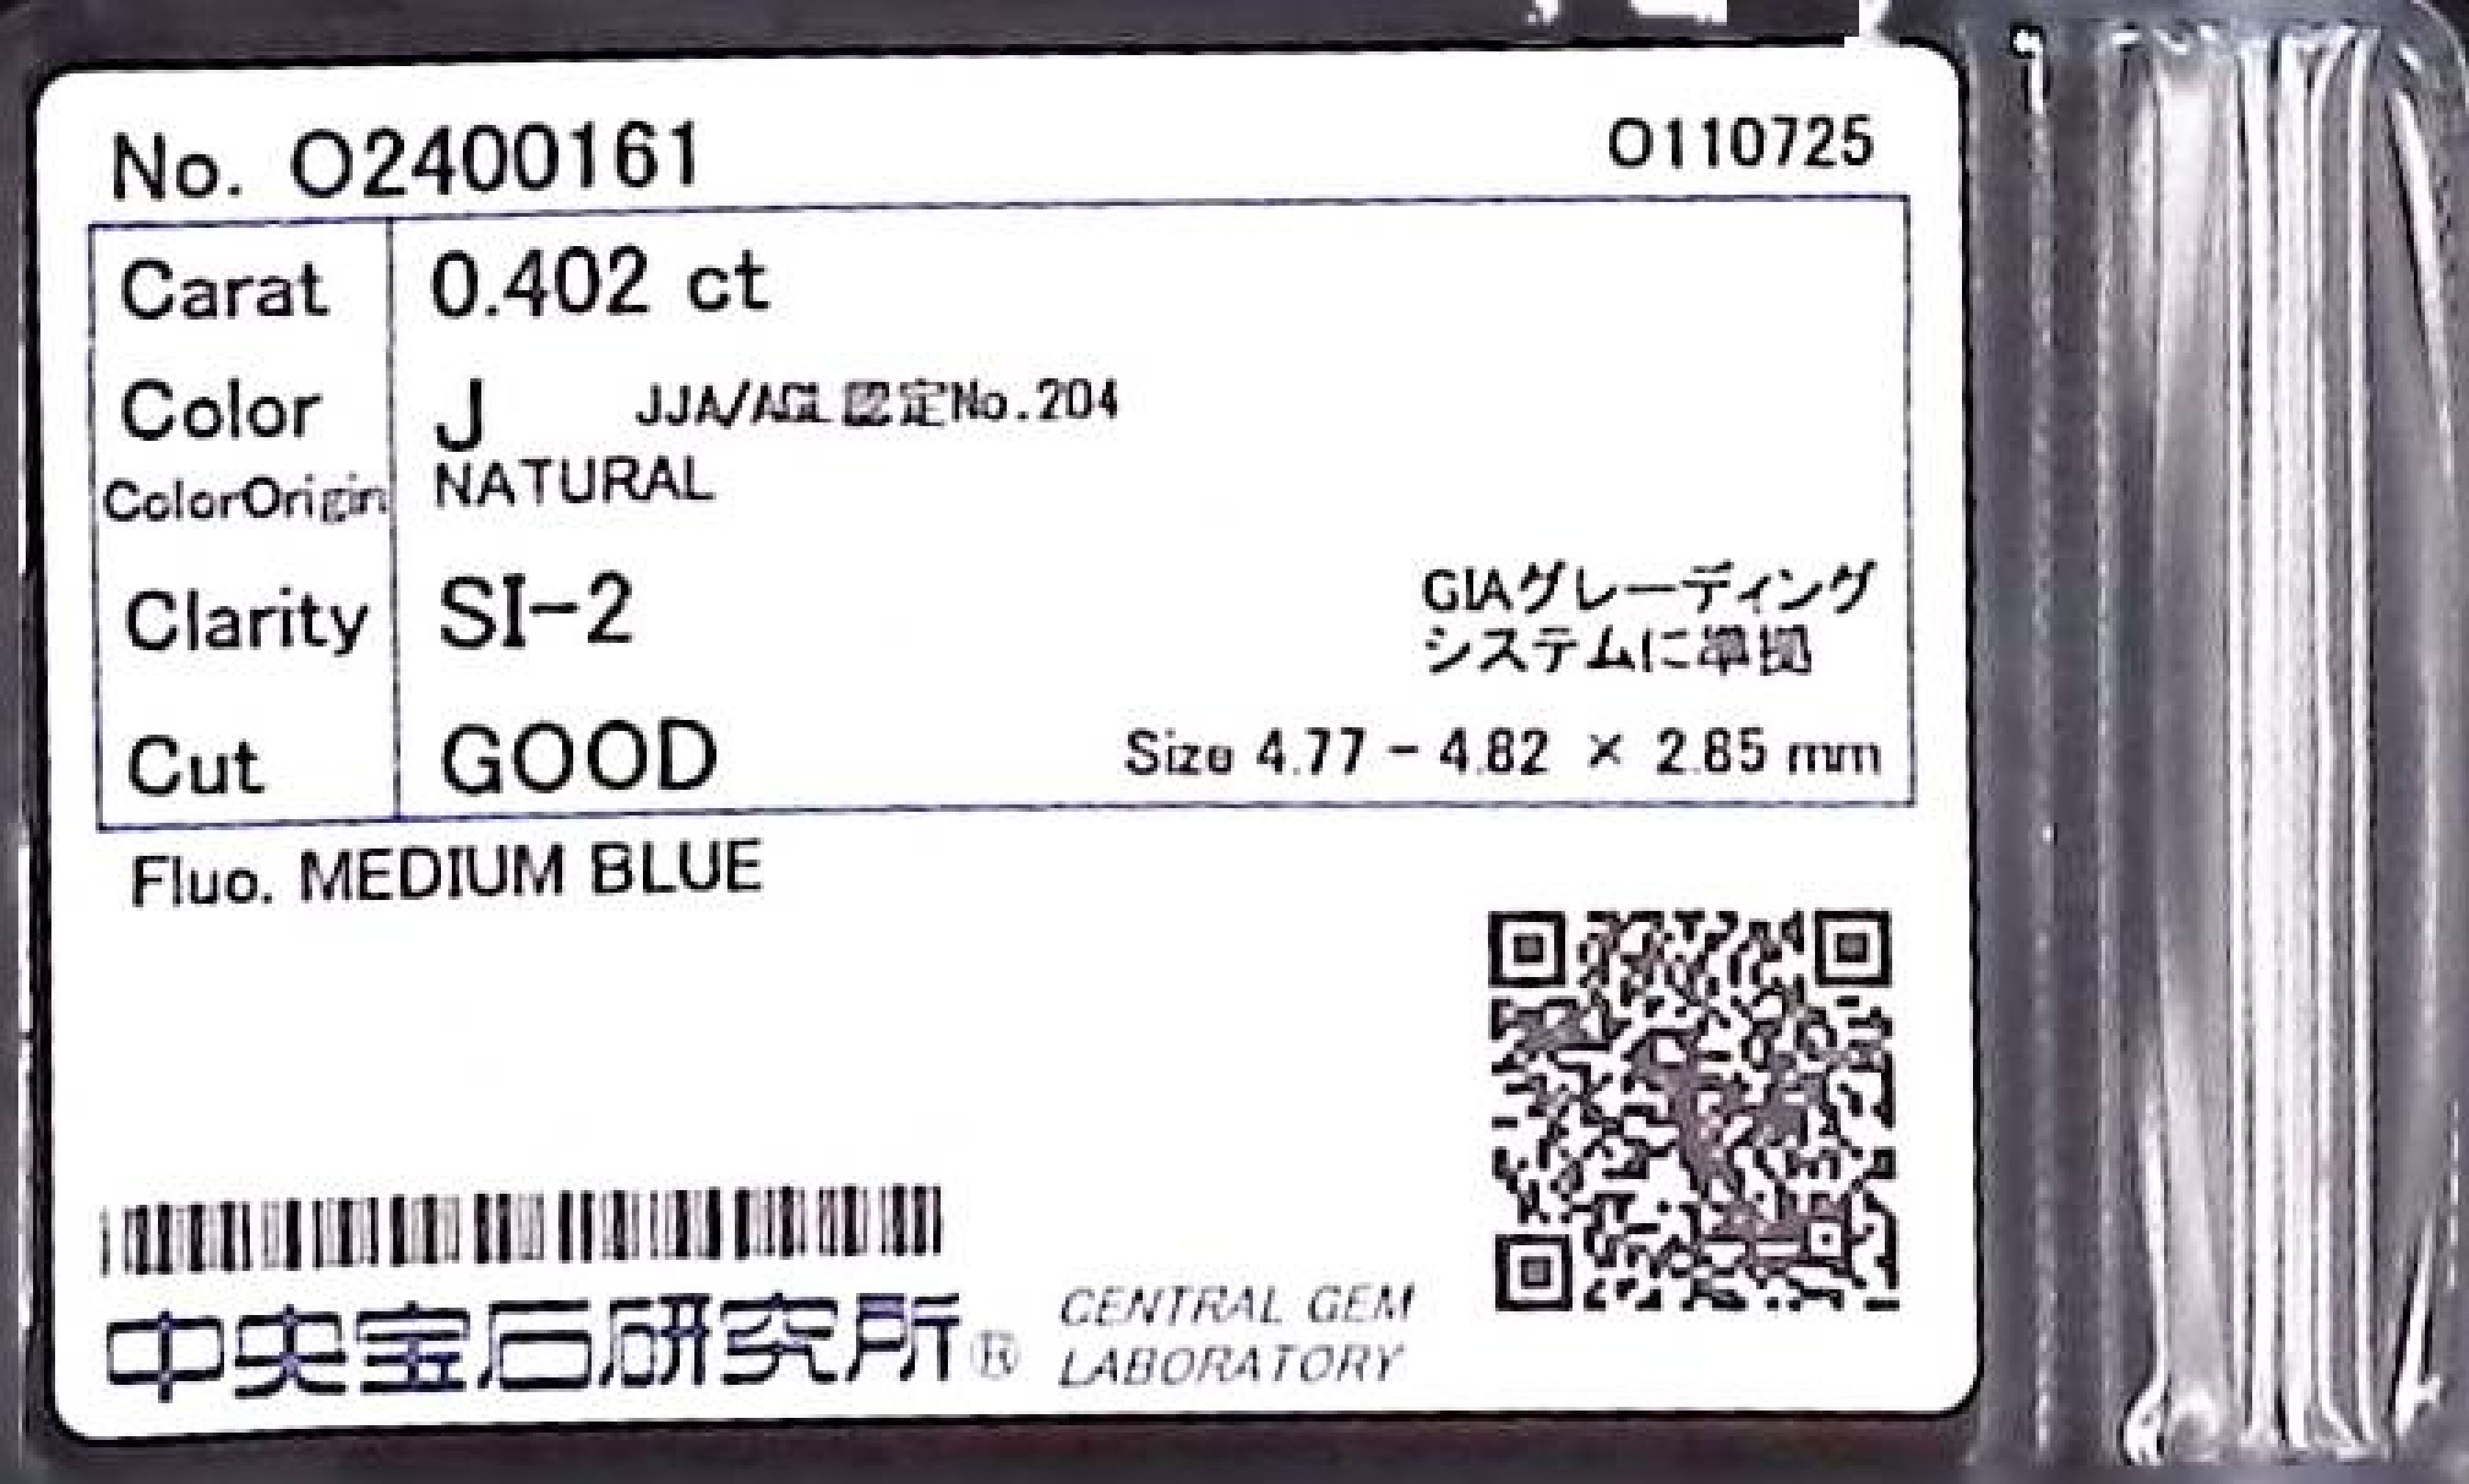 No. O2400161 O110725
Carat 0.402 ct
Color J JJA/AGL認定No.204
ColorOrigin NATURAL
Clarity SI-2
GIAグレーディング
システムに準拠
Cut GOOD Size 4.77 - 4.82 × 2.85 mm
Fluo. MEDIUM BLUE
中央宝石研究所® CENTRAL GEM
LABORATORY